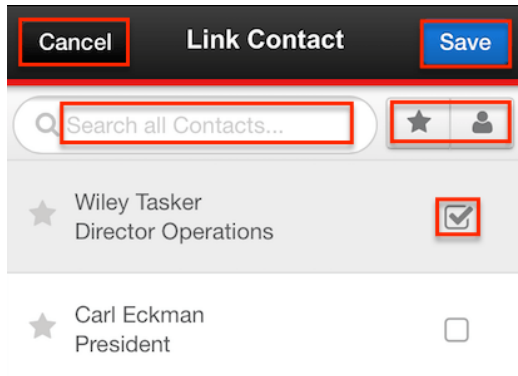 Cancel Link Contact Save
Search all Contacts...
Wiley Tasker
Director Operations
Carl Eckman
President